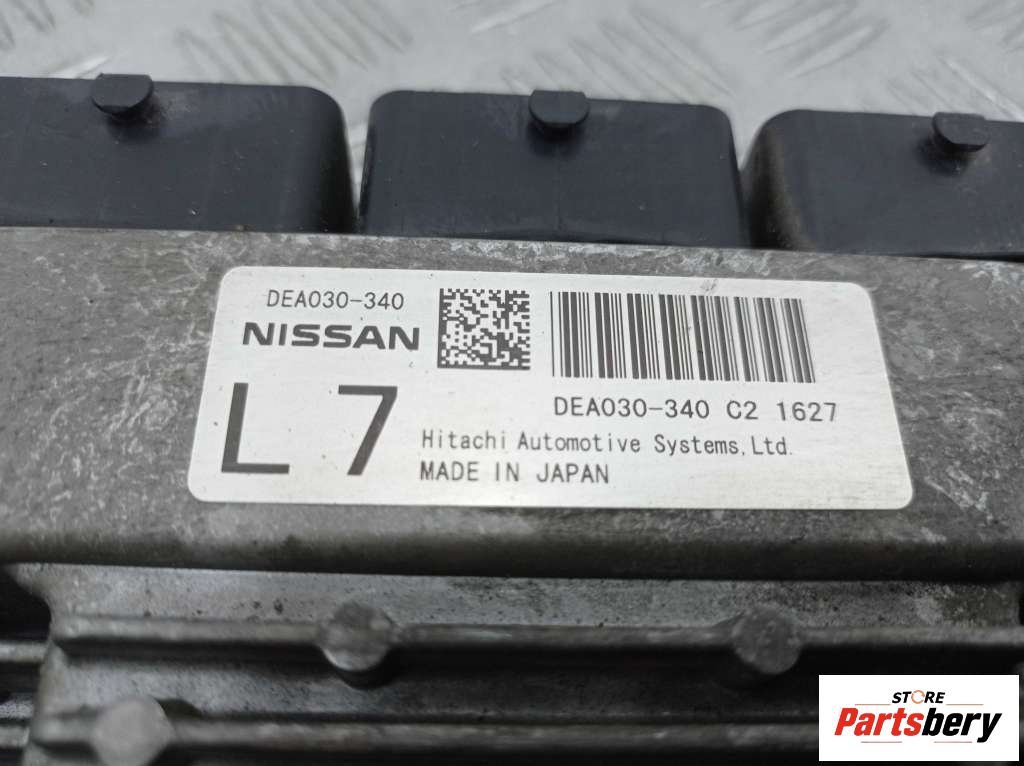 DEA030-340
NISSAN
L7
DEA030-340 C2 1627
Hitachi Automotive Systems,Ltd.
MADE IN JAPAN
STORE
Partsbery